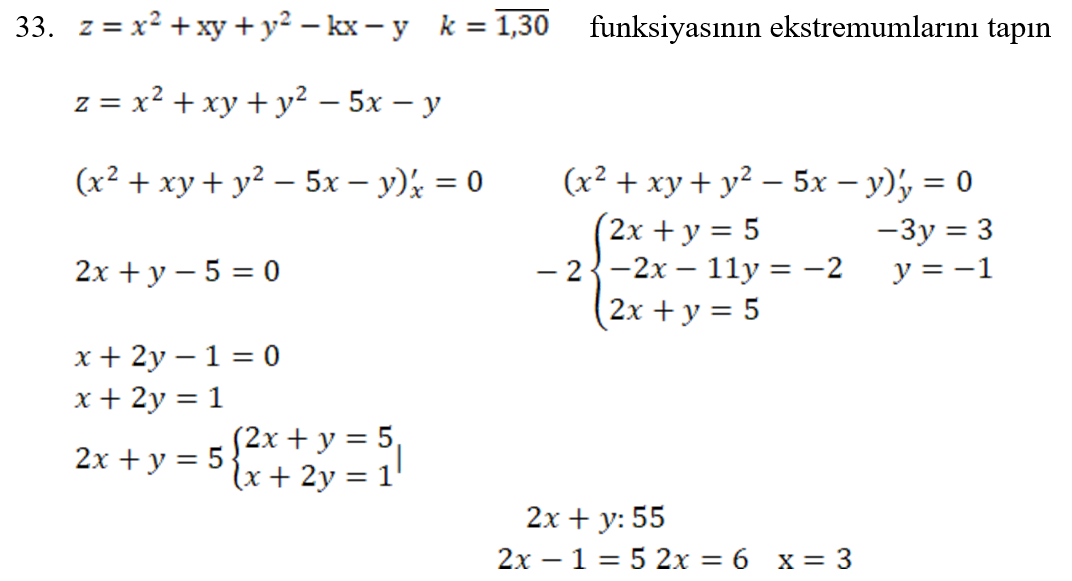 33. z = x² + xy + y² − kx − y   k = \overline{1,30}   funksiyasının ekstremumlarını tapın
z = x² + xy + y² − 5x − y
(x² + xy + y² − 5x − y)′ₓ = 0   (x² + xy + y² − 5x − y)′ᵧ = 0
2x + y = 5   −3y = 3
2x + y − 5 = 0   − 2 { −2x − 11y = −2   y = −1
2x + y = 5
x + 2y − 1 = 0
x + 2y = 1
2x + y = 5 { 2x + y = 5
x + 2y = 1 |
2x + y: 55
2x − 1 = 5 2x = 6   x = 3